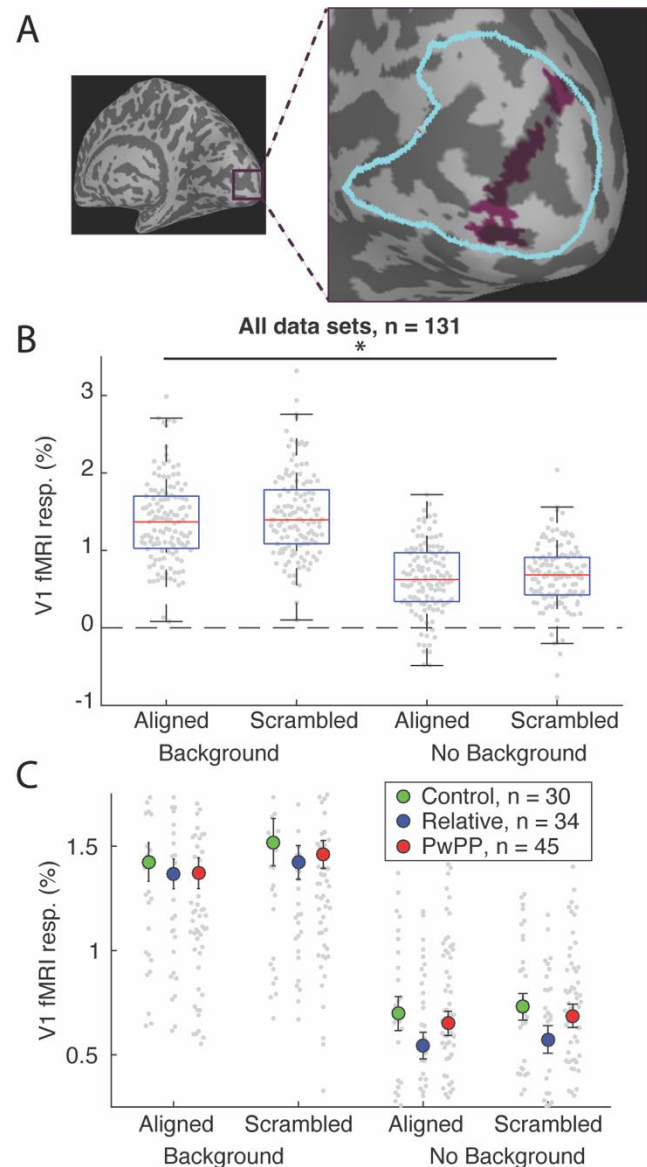 A
B
All data sets, n = 131
*
V1 fMRI resp. (%)
3
2
1
0
-1
Aligned Scrambled Aligned Scrambled
Background No Background
C
Control, n = 30
Relative, n = 34
PwPP, n = 45
V1 fMRI resp. (%)
1.5
1
0.5
Aligned Scrambled Aligned Scrambled
Background No Background